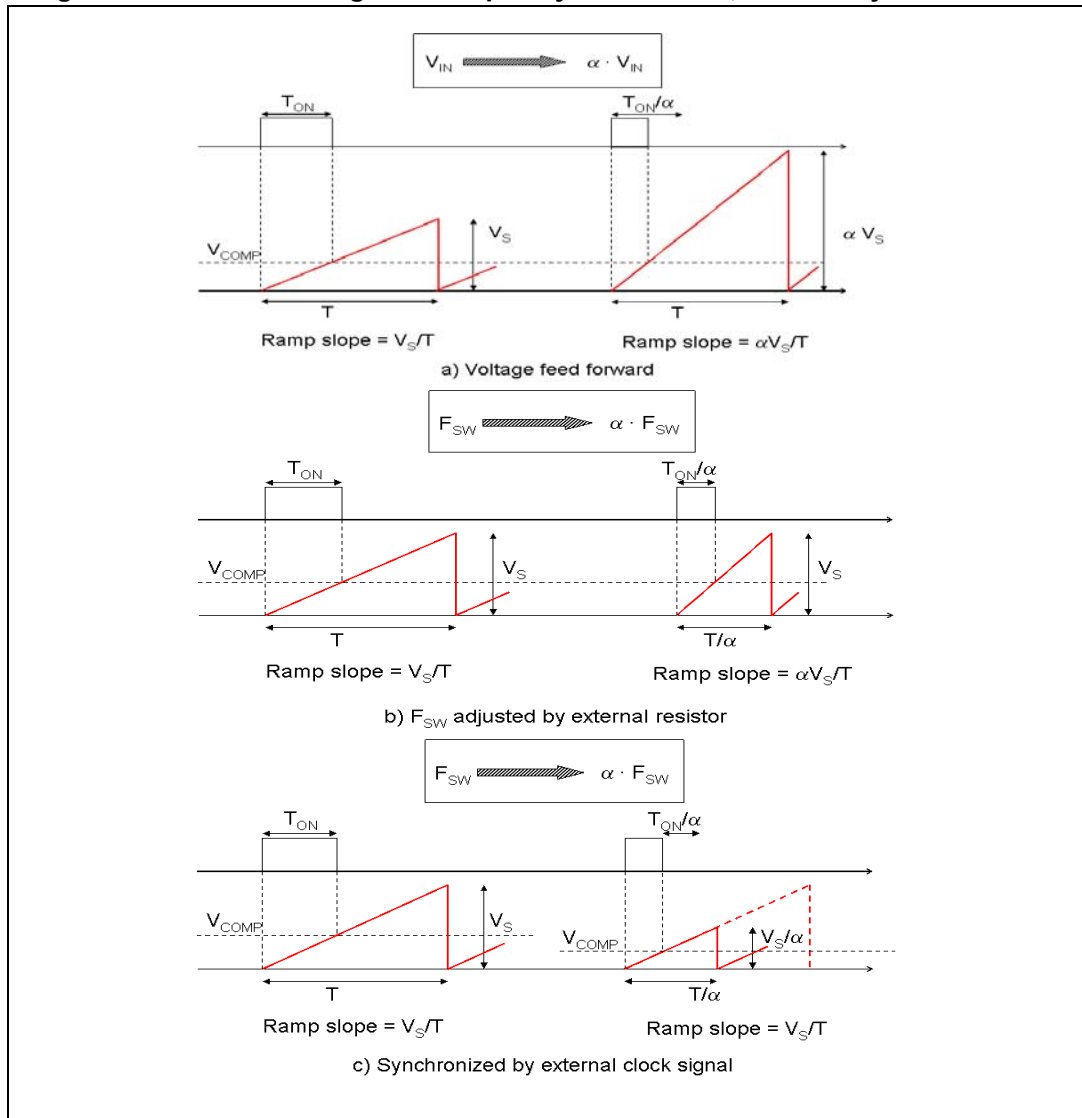 V_IN α · V_IN
T_ON T_ON/α
V_S α V_S
V_COMP
T T
Ramp slope = V_S/T Ramp slope = αV_S/T
a) Voltage feed forward
F_SW α · F_SW
T_ON T_ON/α
V_COMP V_S V_S
T T/α
Ramp slope = V_S/T Ramp slope = αV_S/T
b) F_SW adjusted by external resistor
F_SW α · F_SW
T_ON T_ON/α
V_COMP V_S V_COMP V_S/α
T T/α
Ramp slope = V_S/T Ramp slope = V_S/T
c) Synchronized by external clock signal